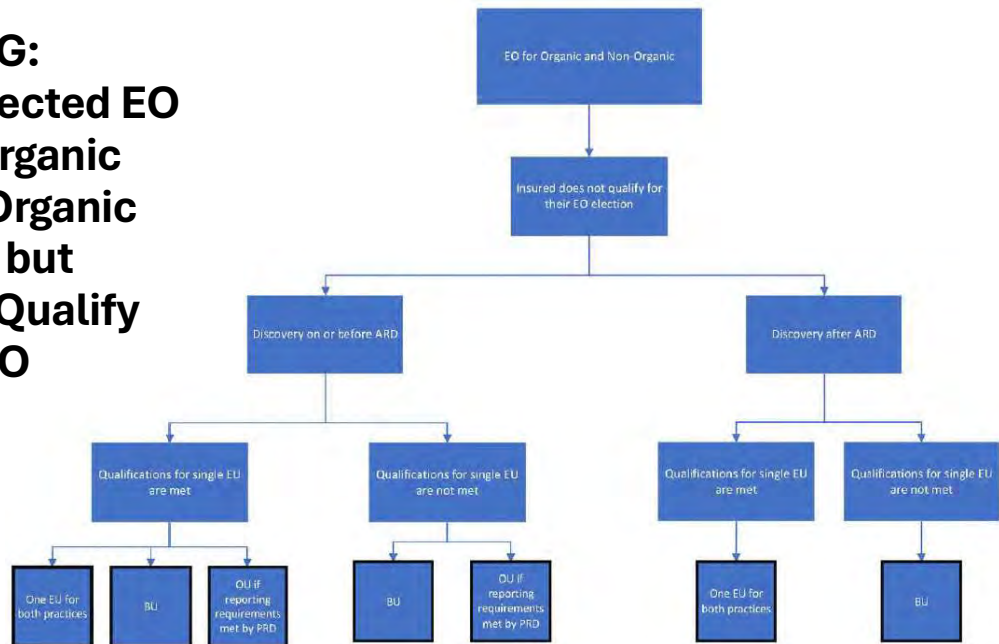 G:
ected EO
rganic
Organic
but
Qualify
O
EO for Organic and Non-Organic
Insured does not qualify for
their EO election
Discovery on or before ARD
Discovery after ARD
Qualifications for single EU
are met
Qualifications for single EU
are not met
Qualifications for single EU
are met
Qualifications for single EU
are not met
One EU for
both practices
BU
OU if
reporting
requirements
met by PRD
BU
OU if
reporting
requirements
met by PRD
One EU for
both practices
BU